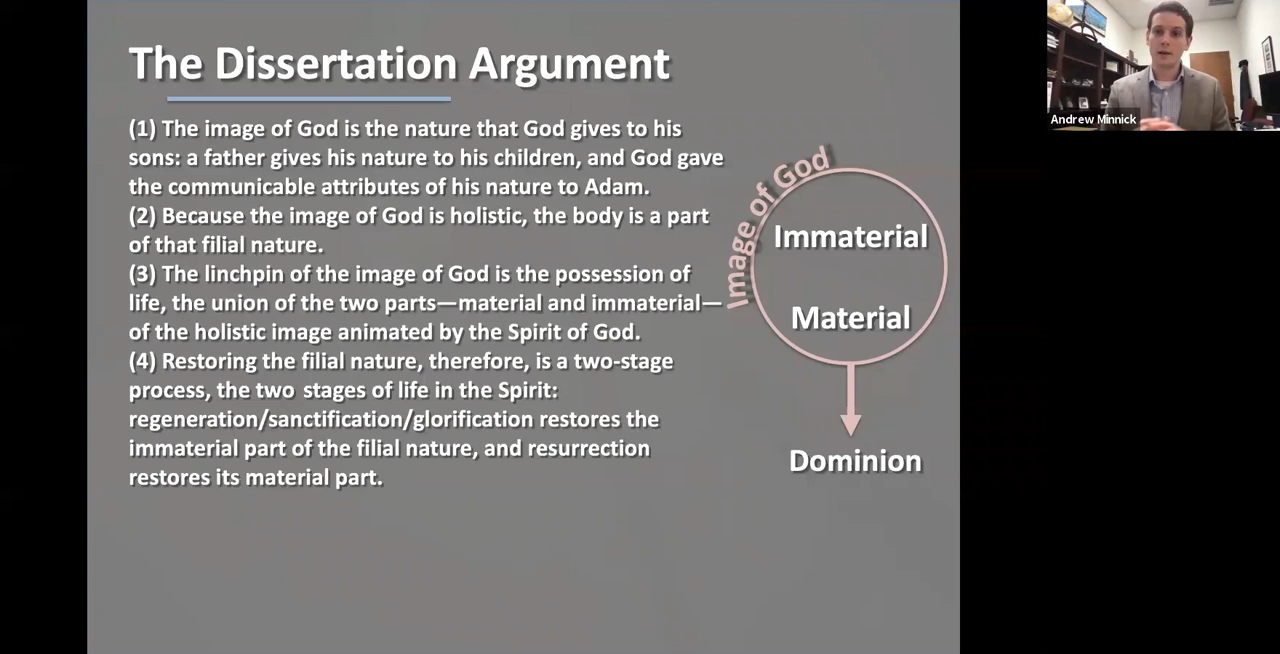 The Dissertation Argument
(1) The image of God is the nature that God gives to his
sons: a father gives his nature to his children, and God gave
the communicable attributes of his nature to Adam.
(2) Because the image of God is holistic, the body is a part
of that filial nature.
(3) The linchpin of the image of God is the possession of
life, the union of the two parts—material and immaterial—
of the holistic image animated by the Spirit of God.
(4) Restoring the filial nature, therefore, is a two-stage
process, the two stages of life in the Spirit:
regeneration/sanctification/glorification restores the
immaterial part of the filial nature, and resurrection
restores its material part.
Image of God
Immaterial
Material
Dominion
Andrew Minnick